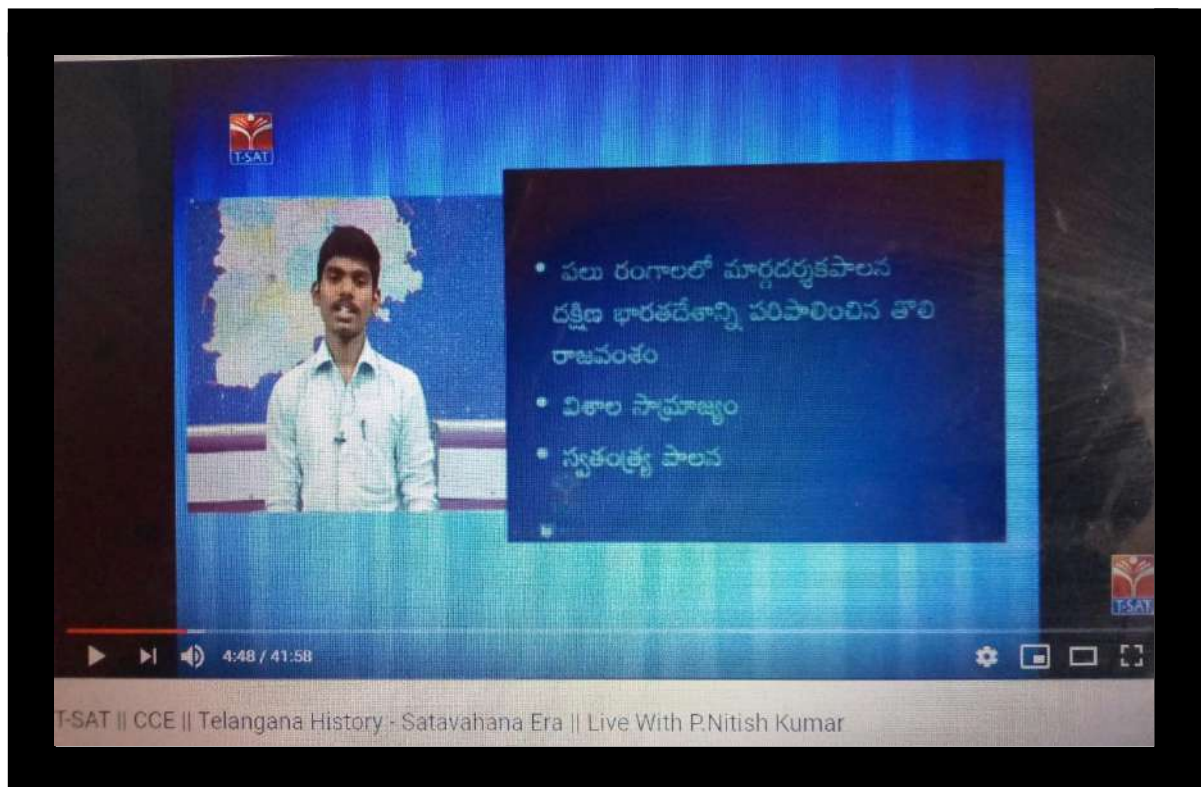 T-SAT
• పలు రంగాలలో మార్గదర్శకపాలన
దక్షిణ భారతదేశాన్ని పరిపాలించిన తొలి
రాజవంశం
• విశాల సామ్రాజ్యం
• స్వతంత్ర్య పాలన
T-SAT
4:48 / 41:58
T-SAT || CCE || Telangana History - Satavahana Era || Live With P.Nitish Kumar